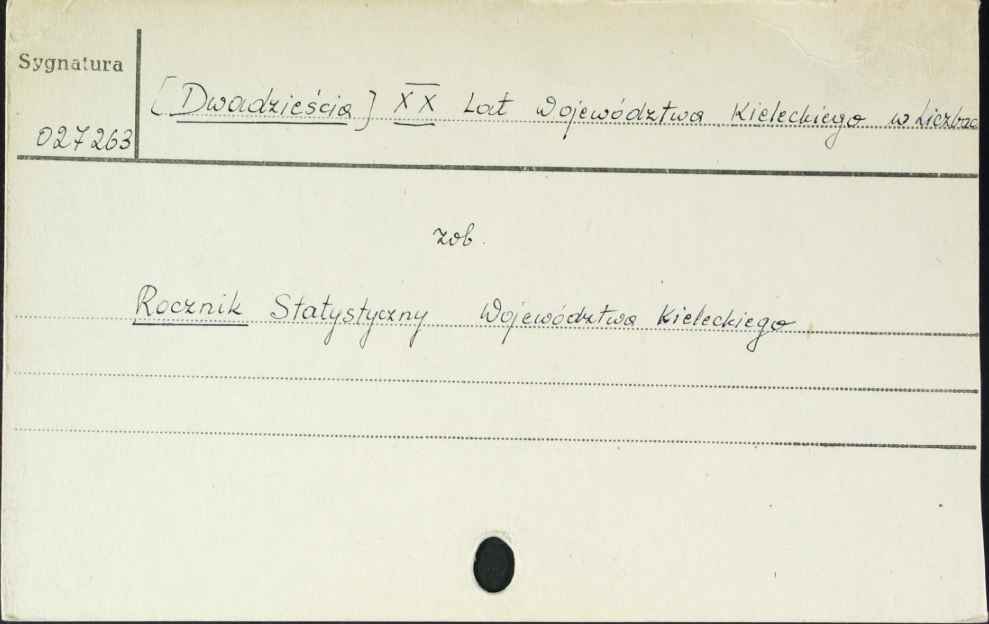 Sygnatura
[Dwadzieścia] XX Lat Województwa Kieleckiego w Liczbac
027263
zob.
Rocznik Statystyczny Województwa Kieleckiego